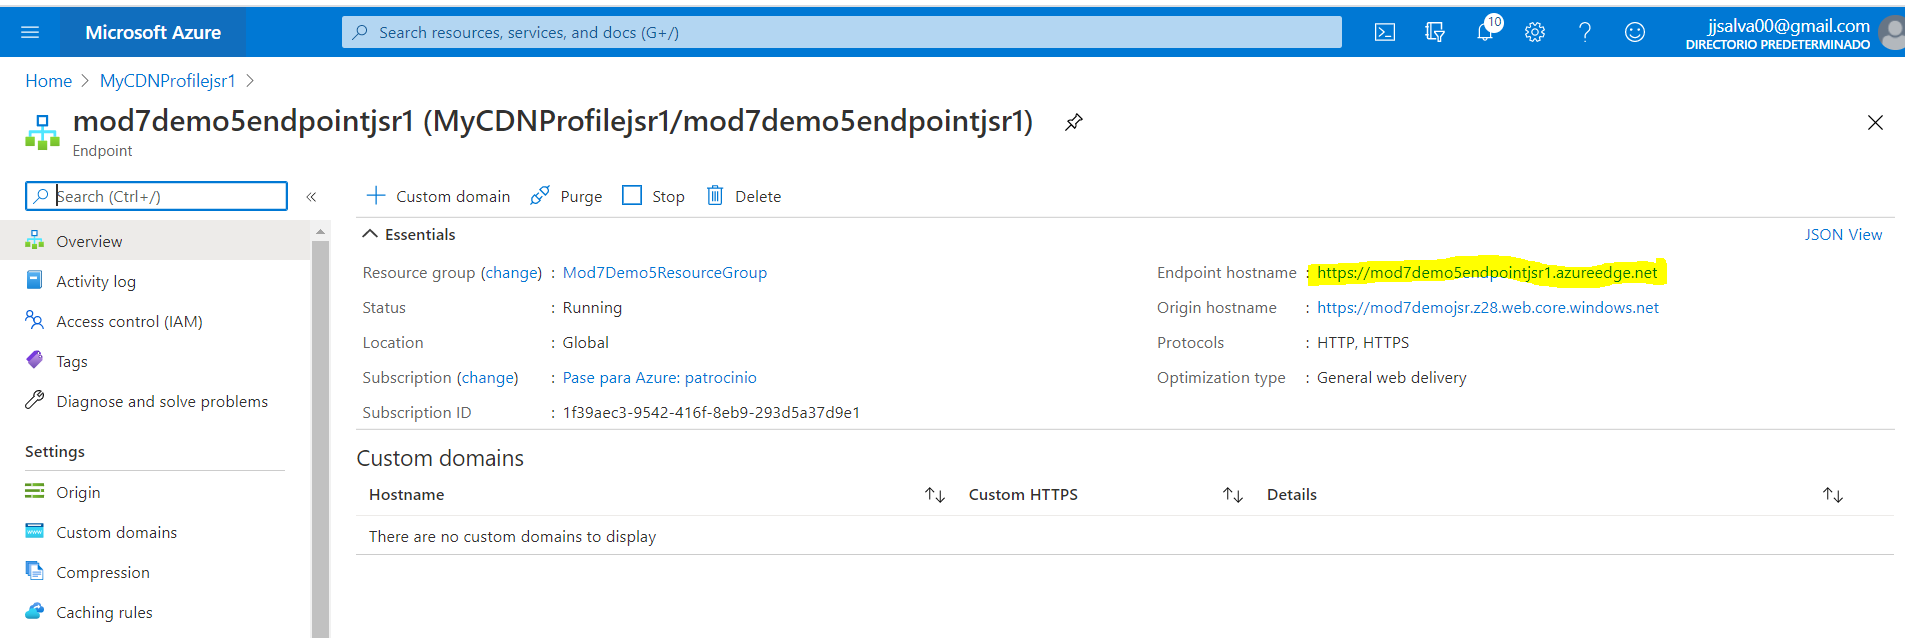 Microsoft Azure
Search resources, services, and docs (G+/)
10
jjsalva00@gmail.com
DIRECTORIO PREDETERMINADO
Home > MyCDNProfilejsr1 >
mod7demo5endpointjsr1 (MyCDNProfilejsr1/mod7demo5endpointjsr1)
Endpoint
Search (Ctrl+/)
«
Overview
Activity log
Access control (IAM)
Tags
Diagnose and solve problems
Settings
Origin
Custom domains
Compression
Caching rules
Custom domain Purge Stop Delete
Essentials
JSON View
Resource group (change) : Mod7Demo5ResourceGroup
Status : Running
Location : Global
Subscription (change) : Pase para Azure: patrocinio
Subscription ID : 1f39aec3-9542-416f-8eb9-293d5a37d9e1
Endpoint hostname : https://mod7demo5endpointjsr1.azureedge.net
Origin hostname : https://mod7demojsr.z28.web.core.windows.net
Protocols : HTTP, HTTPS
Optimization type : General web delivery
Custom domains
Hostname Custom HTTPS Details
There are no custom domains to display